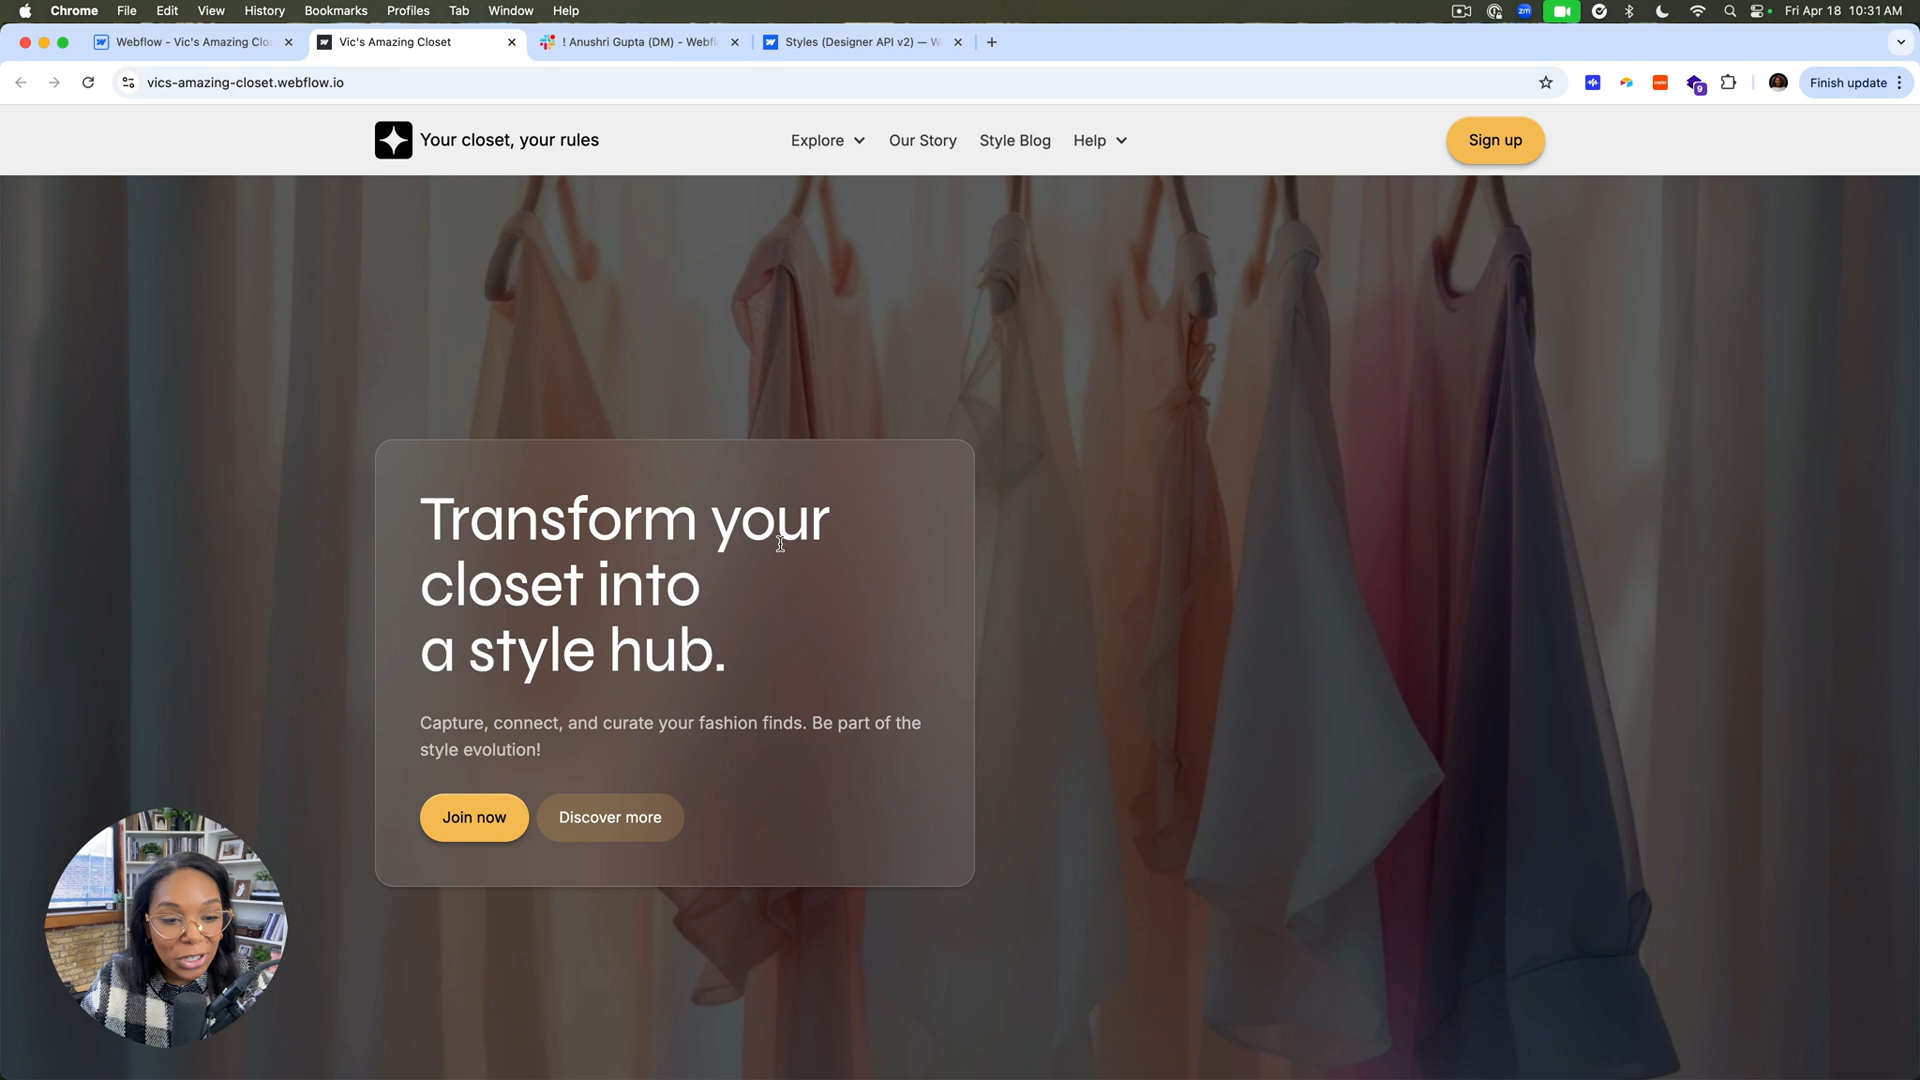 Chrome File Edit View History Bookmarks Profiles Tab Window Help zm Fri Apr 18 10:31 AM
Webflow - Vic's Amazing Clo Vic's Amazing Closet ! Anushri Gupta (DM) - Webfl Styles (Designer API v2) — W
vics-amazing-closet.webflow.io 9 Finish update
Your closet, your rules Explore Our Story Style Blog Help Sign up
Transform your
closet into
a style hub.
Capture, connect, and curate your fashion finds. Be part of the
style evolution!
Join now Discover more